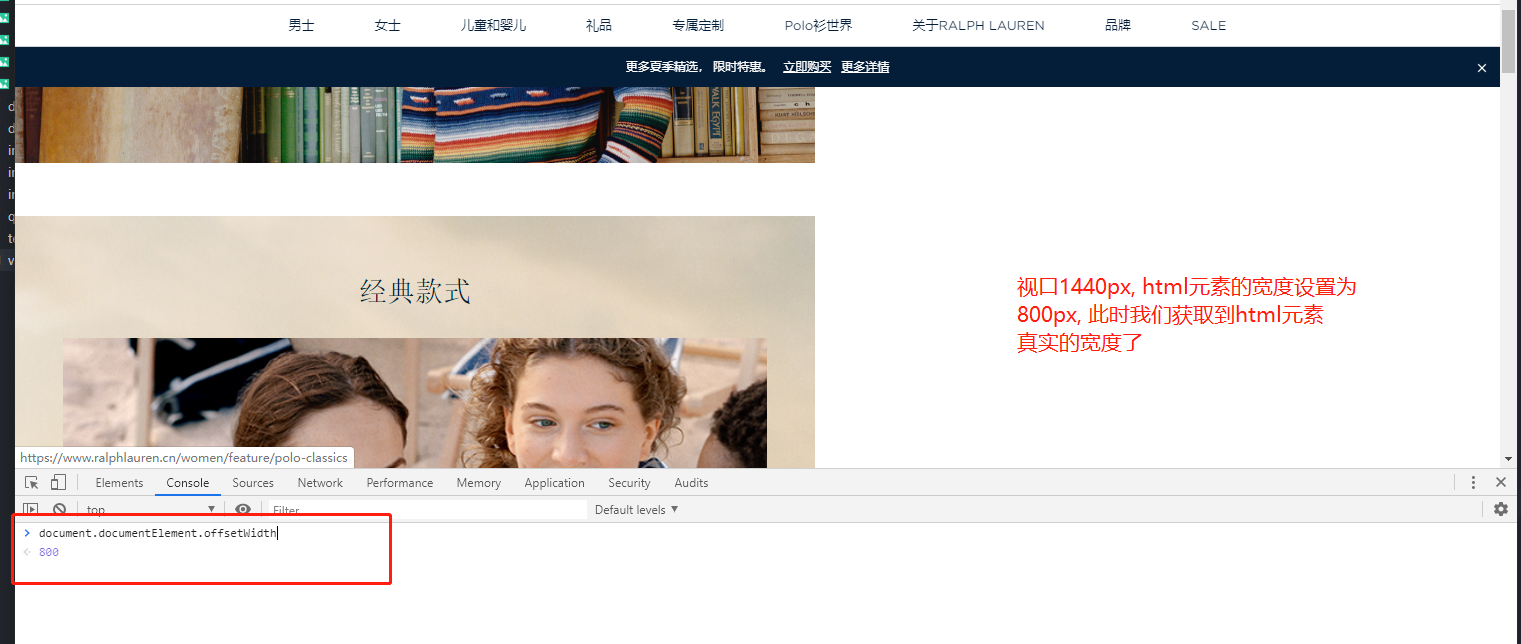 男士 女士 儿童和婴儿 礼品 专属定制 Polo衫世界 关于RALPH LAUREN 品牌 SALE
更多夏季精选， 限时特惠。 立即购买 更多详情 ×
WALK EGYPT
经典款式
视口1440px, html元素的宽度设置为
800px, 此时我们获取到html元素
真实的宽度了
https://www.ralphlauren.cn/women/feature/polo-classics
Elements Console Sources Network Performance Memory Application Security Audits
top Filter Default levels ▼
> document.documentElement.offsetWidth
800